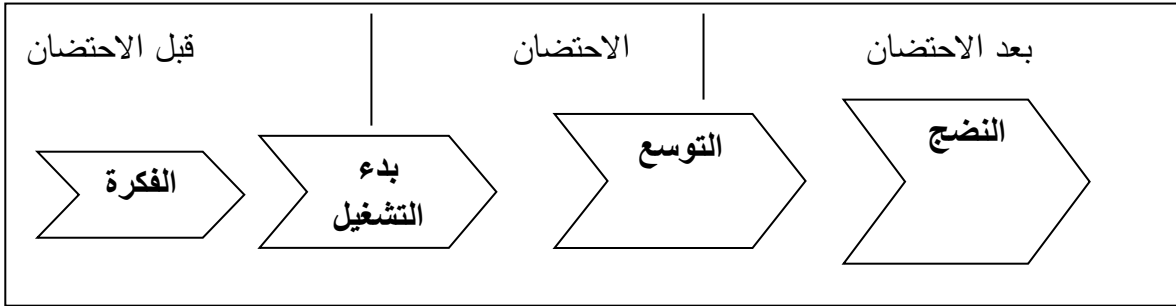 قبل الاحتضان
الاحتضان
بعد الاحتضان
الفكرة
بدء
التشغيل
التوسع
النضج